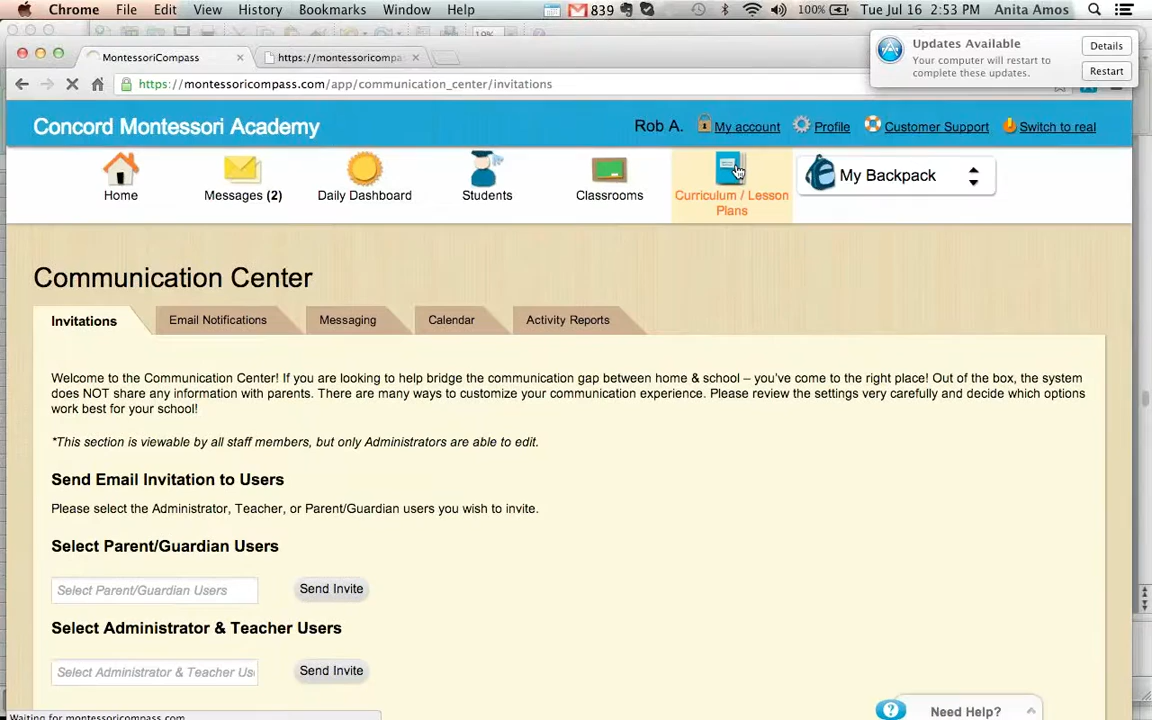 Chrome File Edit View History Bookmarks Window Help 839 100% Tue Jul 16 2:53 PM Anita Amos
Updates Available
Your computer will restart to complete these updates.
Details
Restart
MontessoriCompass
https://montessoricompa
https://montessoricompass.com/app/communication_center/invitations
Concord Montessori Academy
Rob A. My account Profile Customer Support Switch to real
Home
Messages (2)
Daily Dashboard
Students
Classrooms
Curriculum / Lesson Plans
My Backpack
Communication Center
Invitations Email Notifications Messaging Calendar Activity Reports
Welcome to the Communication Center! If you are looking to help bridge the communication gap between home & school – you've come to the right place! Out of the box, the system
does NOT share any information with parents. There are many ways to customize your communication experience. Please review the settings very carefully and decide which options
work best for your school!
*This section is viewable by all staff members, but only Administrators are able to edit.
Send Email Invitation to Users
Please select the Administrator, Teacher, or Parent/Guardian users you wish to invite.
Select Parent/Guardian Users
Select Parent/Guardian Users Send Invite
Select Administrator & Teacher Users
Select Administrator & Teacher Us Send Invite
Waiting for montessoricompass.com
Need Help?